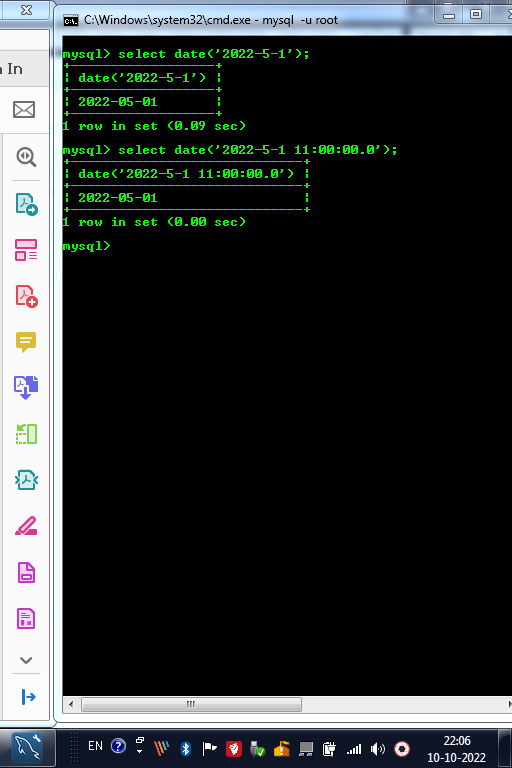 C:\Windows\system32\cmd.exe - mysql -u root
In
mysql> select date('2022-5-1');
+------------------+
| date('2022-5-1') |
+------------------+
| 2022-05-01       |
+------------------+
1 row in set (0.09 sec)
mysql> select date('2022-5-1 11:00:00.0');
+-----------------------------+
| date('2022-5-1 11:00:00.0') |
+-----------------------------+
| 2022-05-01                  |
+-----------------------------+
1 row in set (0.00 sec)
mysql>
EN
22:06
10-10-2022